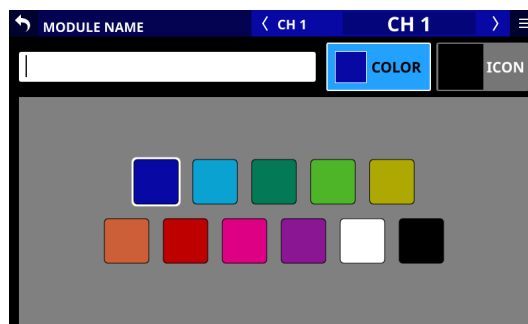 MODULE NAME
〈 CH 1
CH 1 〉
COLOR
ICON